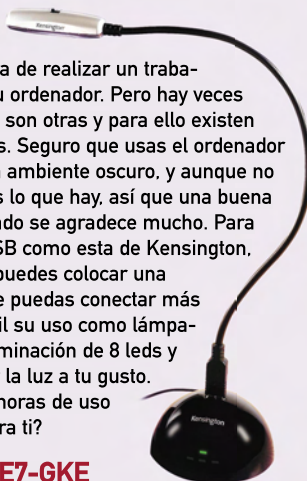 Kensington
a de realizar un traba-
u ordenador. Pero hay veces
son otras y para ello existen
s. Seguro que usas el ordenador
ambiente oscuro, y aunque no
s lo que hay, así que una buena
do se agradece mucho. Para
SB como esta de Kensington,
puedes colocar una
e puedas conectar más
il su uso como lámpa-
minación de 8 leds y
la luz a tu gusto.
horas de uso
ra ti?
Kensington
E7-GKE